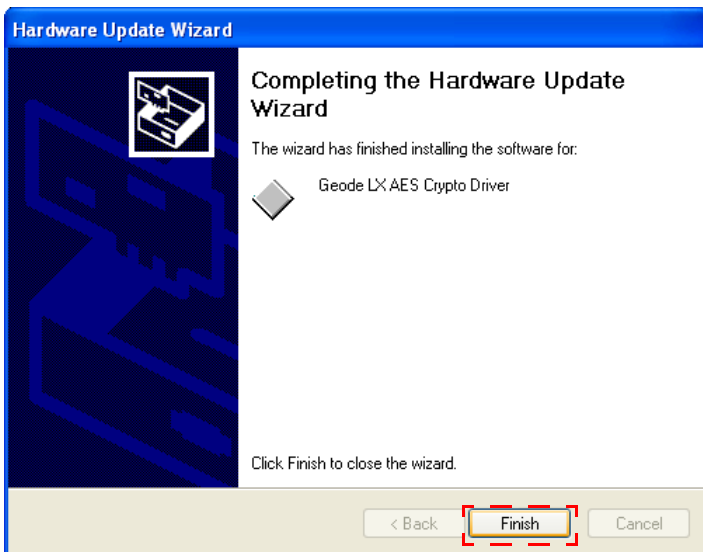 Hardware Update Wizard
Completing the Hardware Update
Wizard
The wizard has finished installing the software for:
Geode LX AES Crypto Driver
Click Finish to close the wizard.
< Back
Finish
Cancel